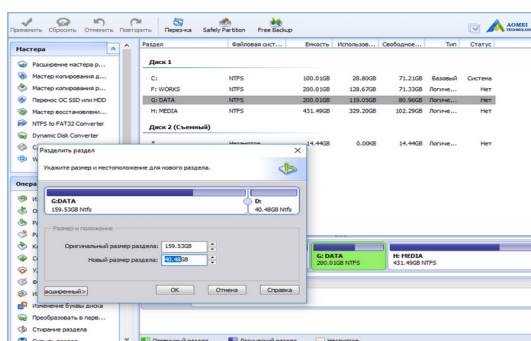 Применить Сбросить Отменить Повторить Перез-ка Safely Partition Free Backup AOMEI
TECHNOLOG
Мастера
Раздел Файловая сист... Емкость Использов... Свободное... Тип Статус
Диск 1
C: NTFS 100.01GB 28.80GB 71.21GB Базовый Система
F: WORKS NTFS 200.01GB 128.67GB 71.33GB Логиче... Нет
G: DATA NTFS 200.01GB 119.05GB 80.96GB Логиче... Нет
H: MEDIA NTFS 431.49GB 329.20GB 102.29GB Логиче... Нет
Диск 2 (Съемный)
* Незанятое 14.44GB 0.00KB 14.44GB Логиче... Нет
Расширение мастера р...
Мастер копирования д...
Мастер копирования р...
Перенос ОС SSD или HDD
Мастер восстановлени...
NTFS to FAT32 Converter
Dynamic Disk Converter
Опера
Разделить раздел
Укажите размер и местоположение для нового раздела.
G:DATA
159.53GB Ntfs
D:
40.48GB Ntfs
Размер и положение
Оригинальный размер раздела: 159.53GB
Новый размер раздела: 40.48GB
асширенный> OK Отмена Справка
G: DATA
200.01GB NTFS
H: MEDIA
431.49GB NTFS
Изменение буквы диска
Преобразовать в пере...
Стирание раздела